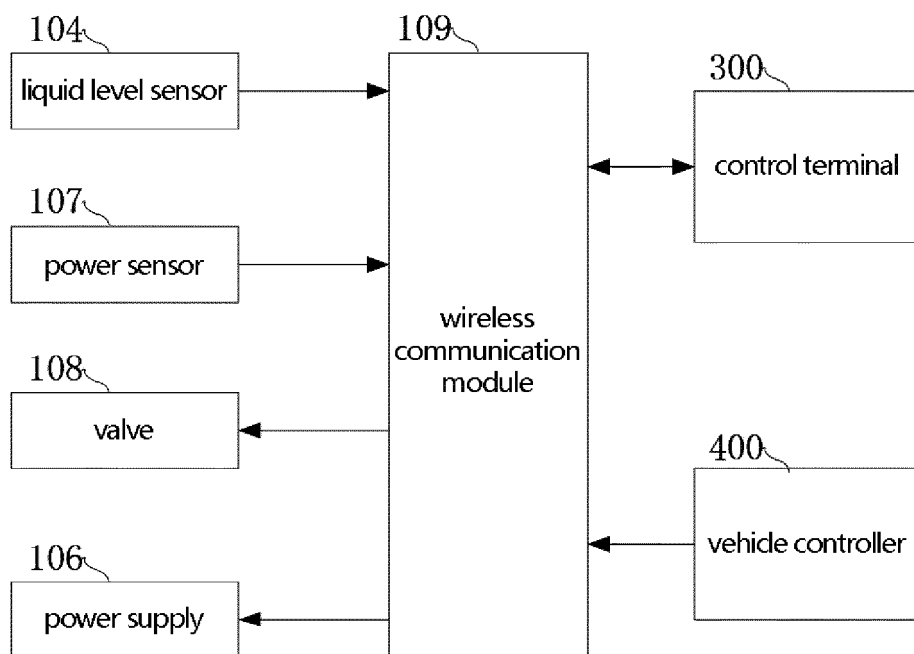 104
liquid level sensor
107
power sensor
108
valve
106
power supply
109
wireless
communication
module
300
control terminal
400
vehicle controller